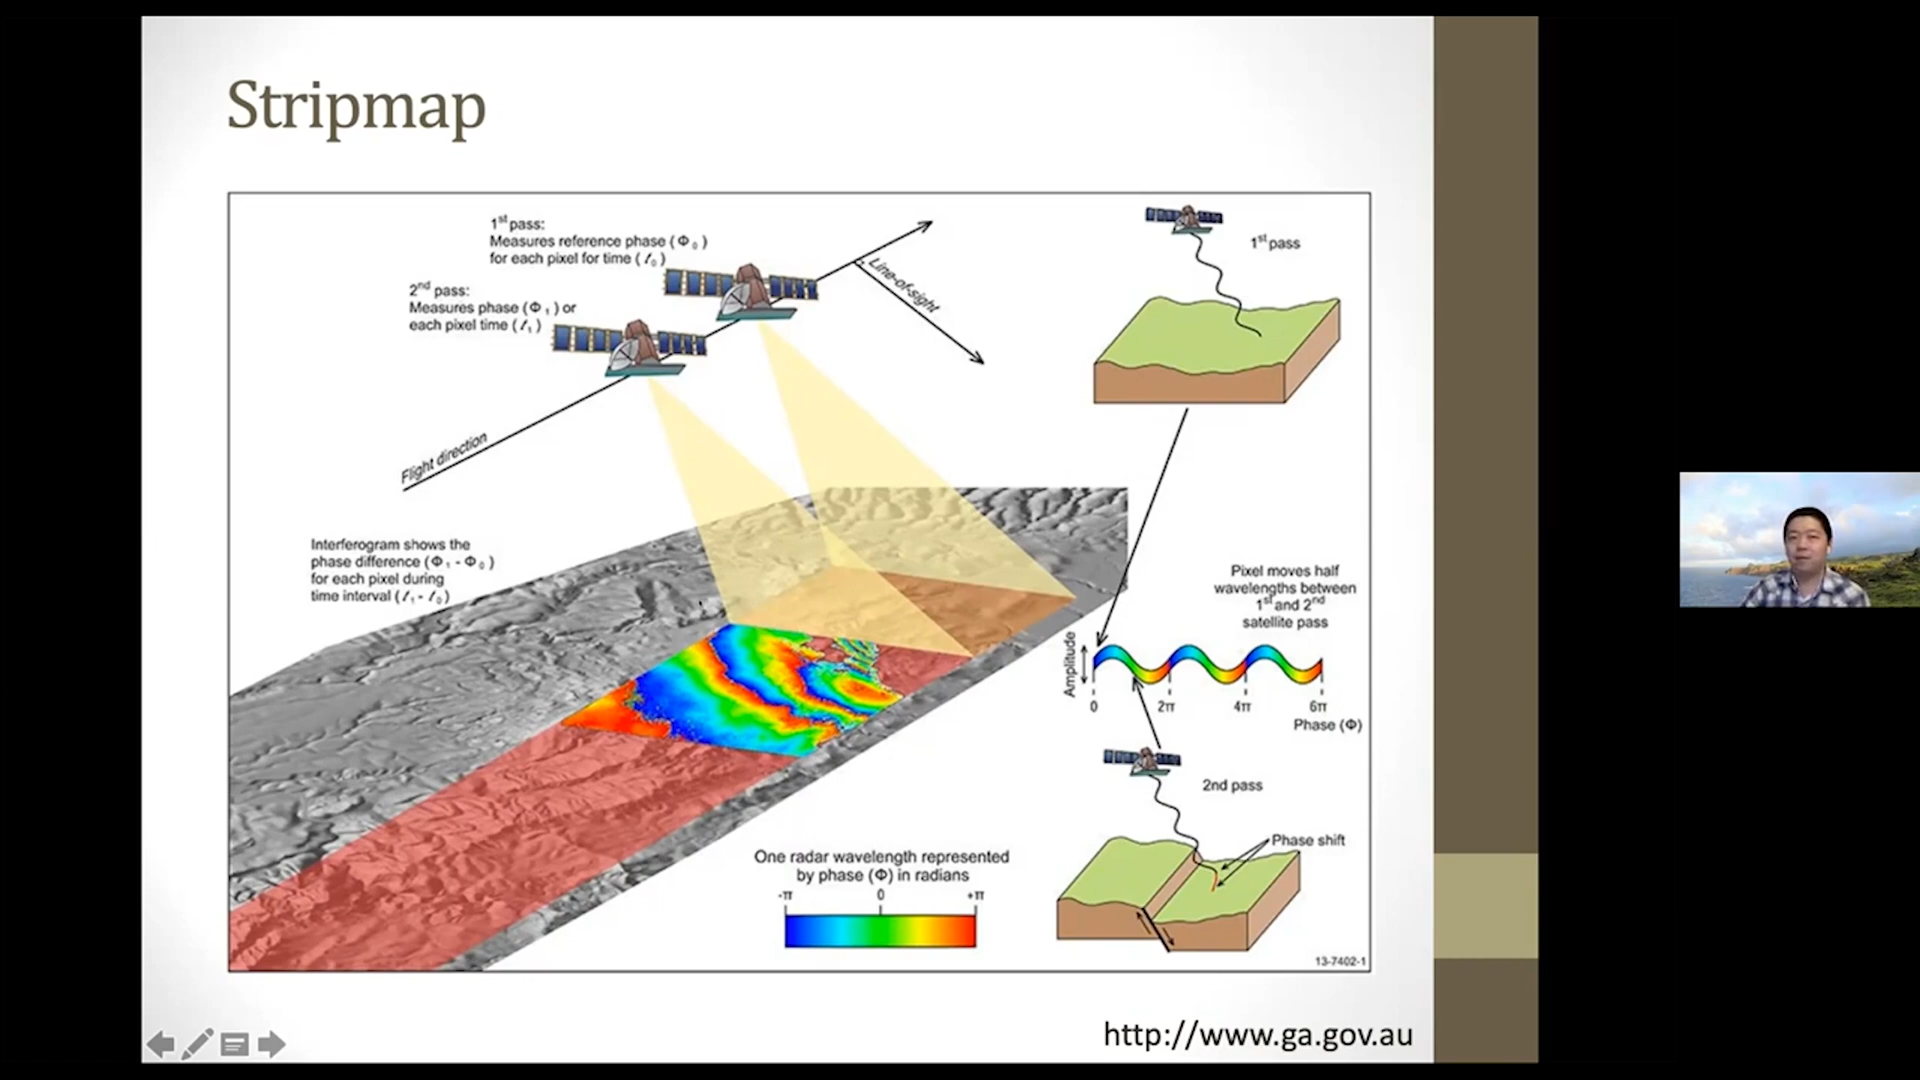 Stripmap
1st pass:
Measures reference phase (Φ0)
for each pixel for time (t0)
2nd pass:
Measures phase (Φ1) or
each pixel time (t1)
Line-of-sight
Flight direction
1st pass
Interferogram shows the
phase difference (Φ1 - Φ0)
for each pixel during
time interval (t1 - t0)
Pixel moves half
wavelengths between
1st and 2nd
satellite pass
Amplitude
0 2π 4π 6π
Phase (Φ)
2nd pass
Phase shift
One radar wavelength represented
by phase (Φ) in radians
-π 0 +π
13-7402-1
http://www.ga.gov.au